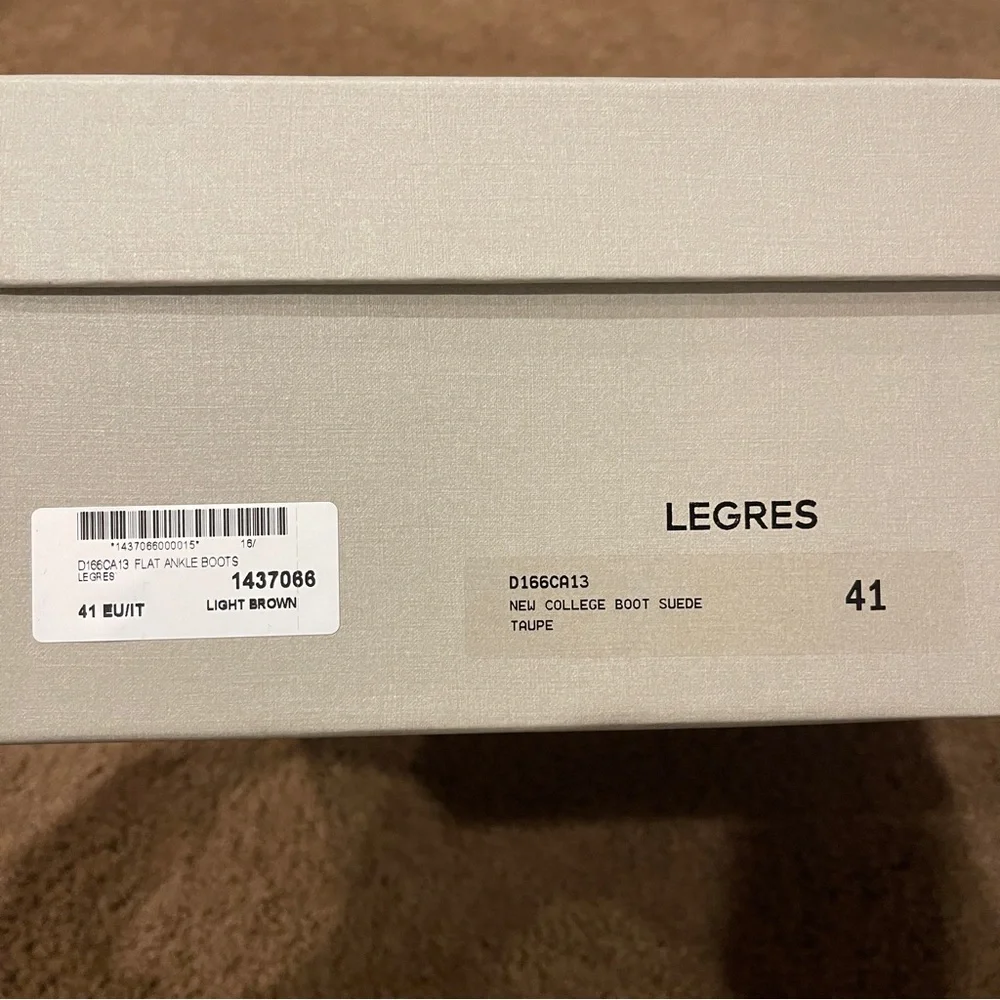 *1437066000015* 16/
D166CA13 FLAT ANKLE BOOTS
LEGRES
1437066
41 EU/IT LIGHT BROWN
LEGRES
D166CA13
NEW COLLEGE BOOT SUEDE
TAUPE
41